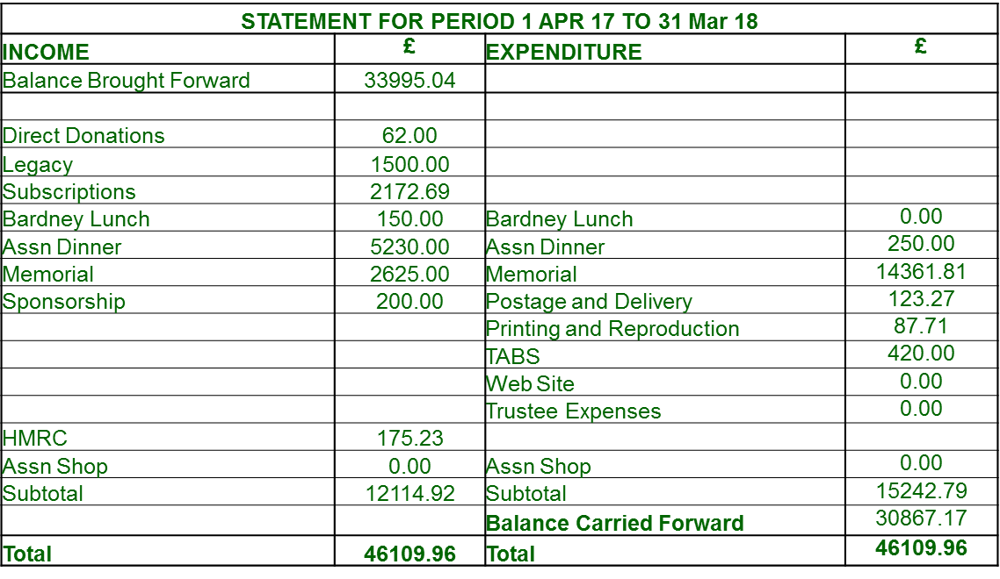 STATEMENT FOR PERIOD 1 APR 17 TO 31 Mar 18
INCOME £ EXPENDITURE £
Balance Brought Forward 33995.04
Direct Donations 62.00
Legacy 1500.00
Subscriptions 2172.69
Bardney Lunch 150.00 Bardney Lunch 0.00
Assn Dinner 5230.00 Assn Dinner 250.00
Memorial 2625.00 Memorial 14361.81
Sponsorship 200.00 Postage and Delivery 123.27
Printing and Reproduction 87.71
TABS 420.00
Web Site 0.00
Trustee Expenses 0.00
HMRC 175.23
Assn Shop 0.00 Assn Shop 0.00
Subtotal 12114.92 Subtotal 15242.79
Balance Carried Forward 30867.17
Total 46109.96 Total 46109.96